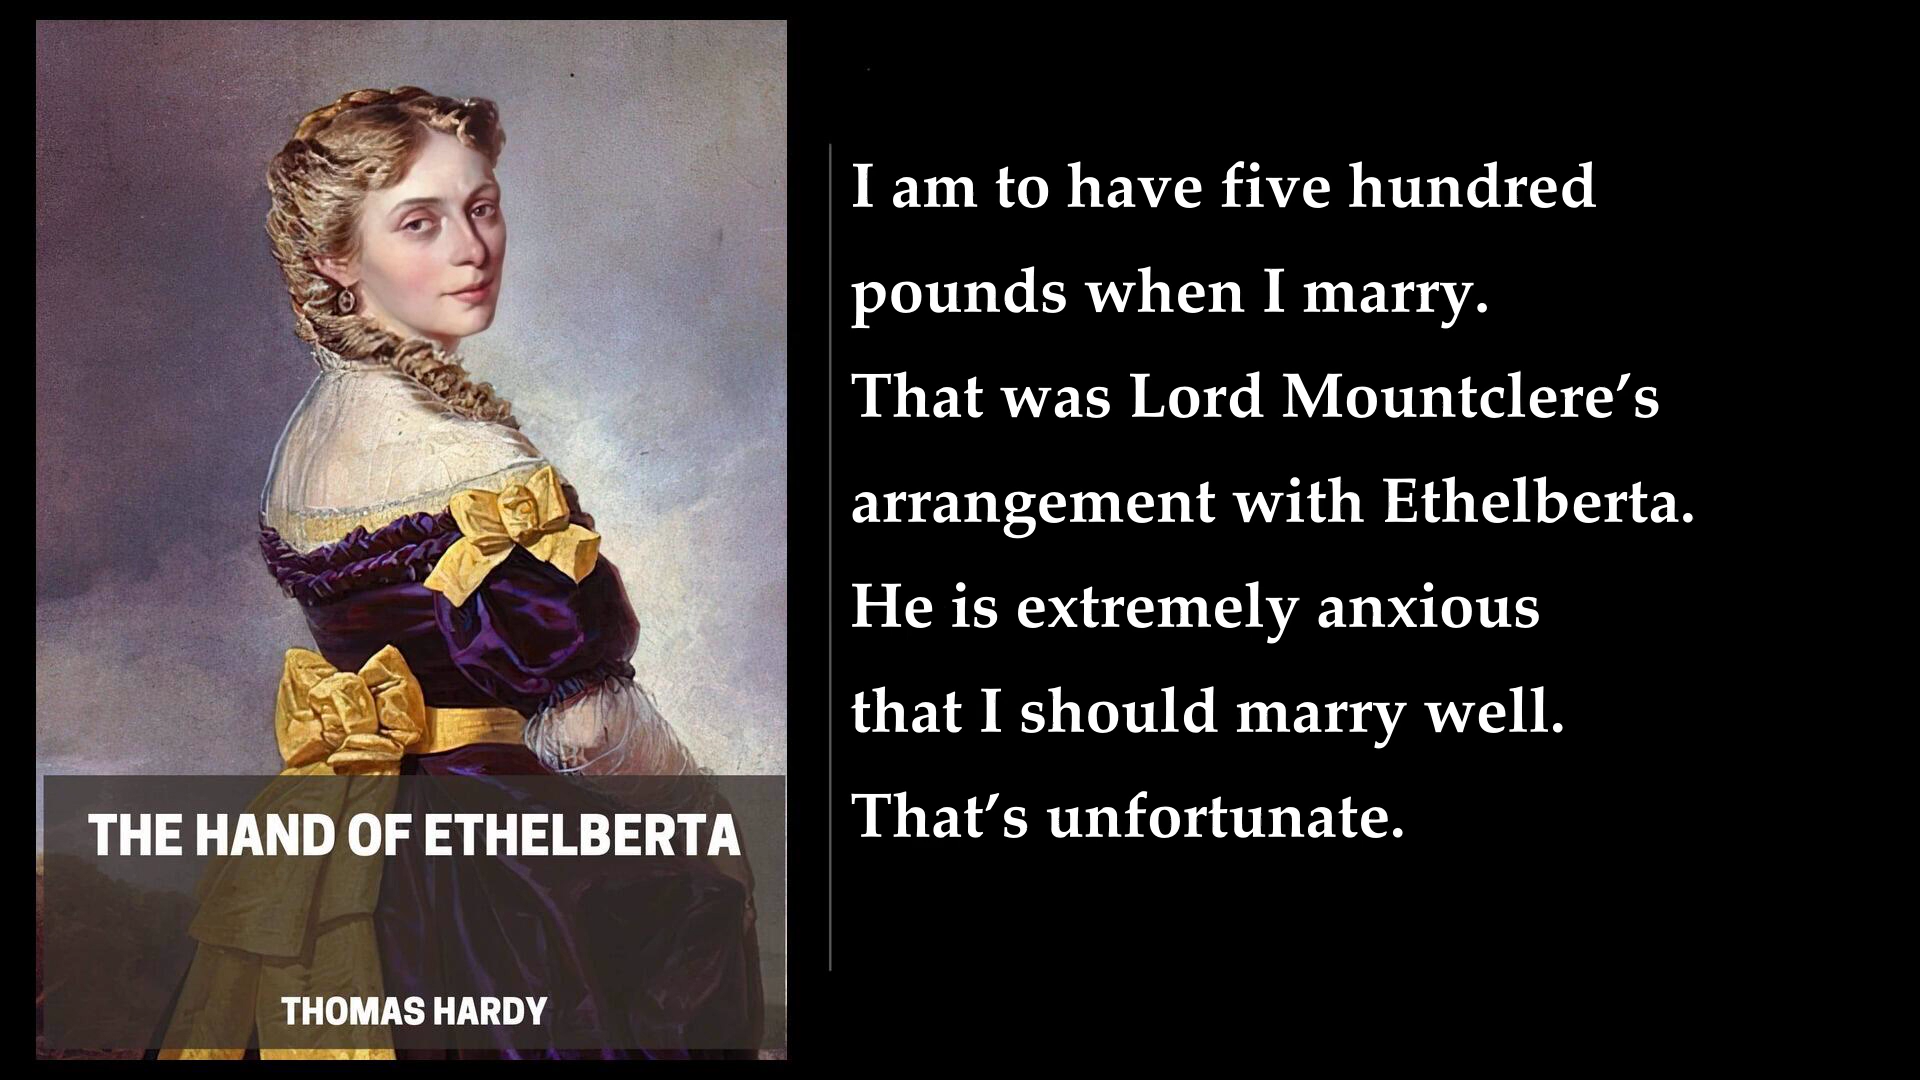 THE HAND OF ETHELBERTA
THOMAS HARDY
I am to have five hundred
pounds when I marry.
That was Lord Mountclere’s
arrangement with Ethelberta.
He is extremely anxious
that I should marry well.
That’s unfortunate.